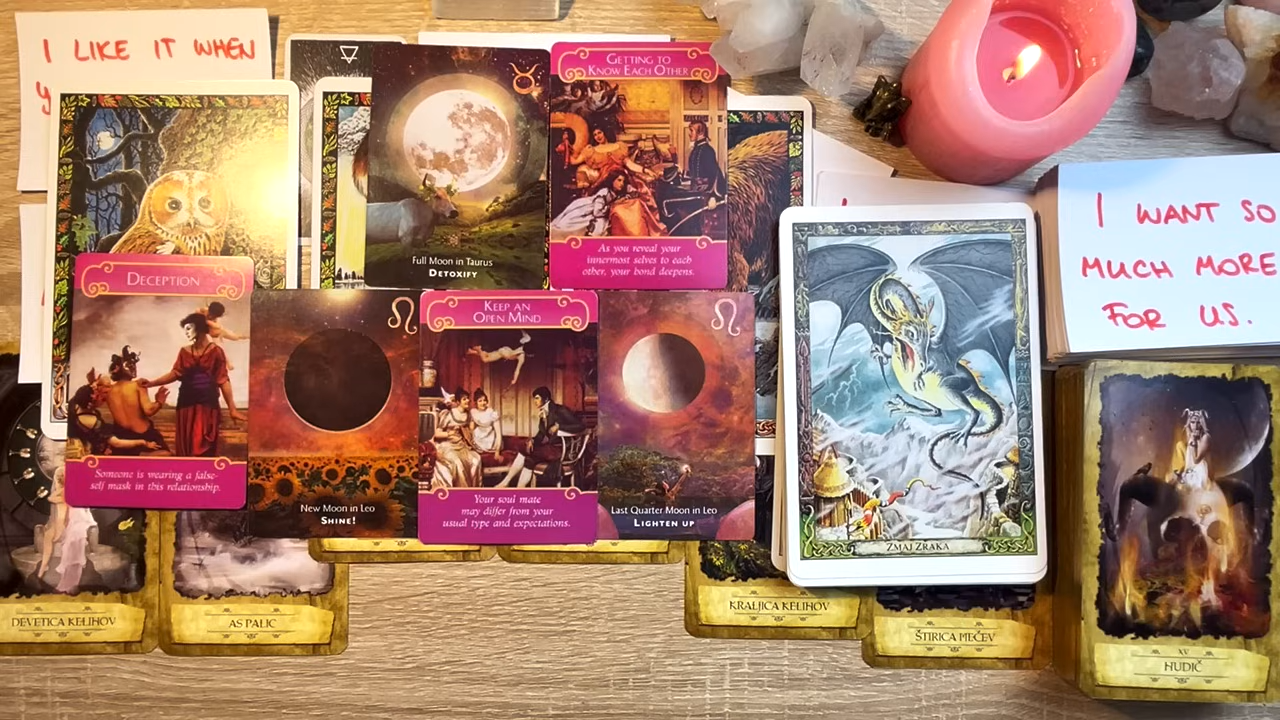 I LIKE IT WHEN
GETTING TO
KNOW EACH OTHER
As you reveal your
innermost selves to each
other, your bond deepens.
Full Moon in Taurus
DETOXIFY
I WANT SO
MUCH MORE
FOR US.
DECEPTION
Someone is wearing a false-
self mask in this relationship.
New Moon in Leo
SHINE!
KEEP AN
OPEN MIND
Your soul mate
may differ from your
usual type and expectations.
Last Quarter Moon in Leo
LIGHTEN UP
ZMAJ ZRAKA
DEVETICA KELIHOV
AS PALIC
KRALJICA KELIHOV
ŠTIRICA MEČEV
XV
HUDIČ